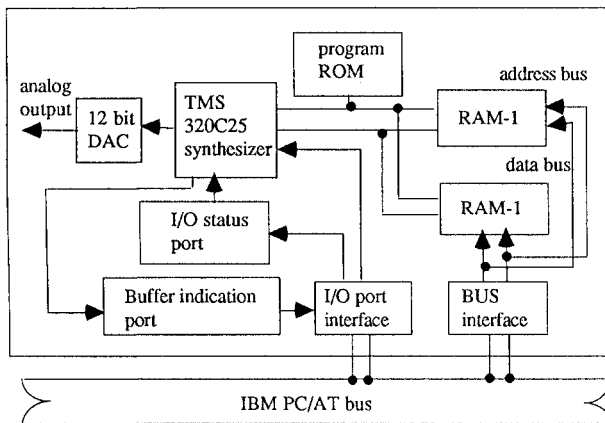 program
ROM
analog
output
12 bit
DAC
TMS
320C25
synthesizer
address bus
RAM-1
data bus
RAM-1
I/O status
port
Buffer indication
port
I/O port
interface
BUS
interface
IBM PC/AT bus